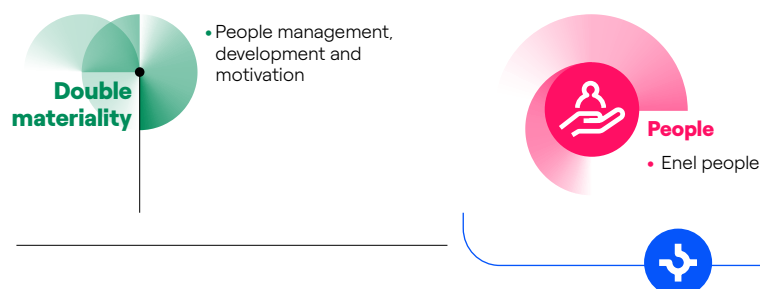 Double
materiality
• People management,
development and
motivation
People
• Enel people